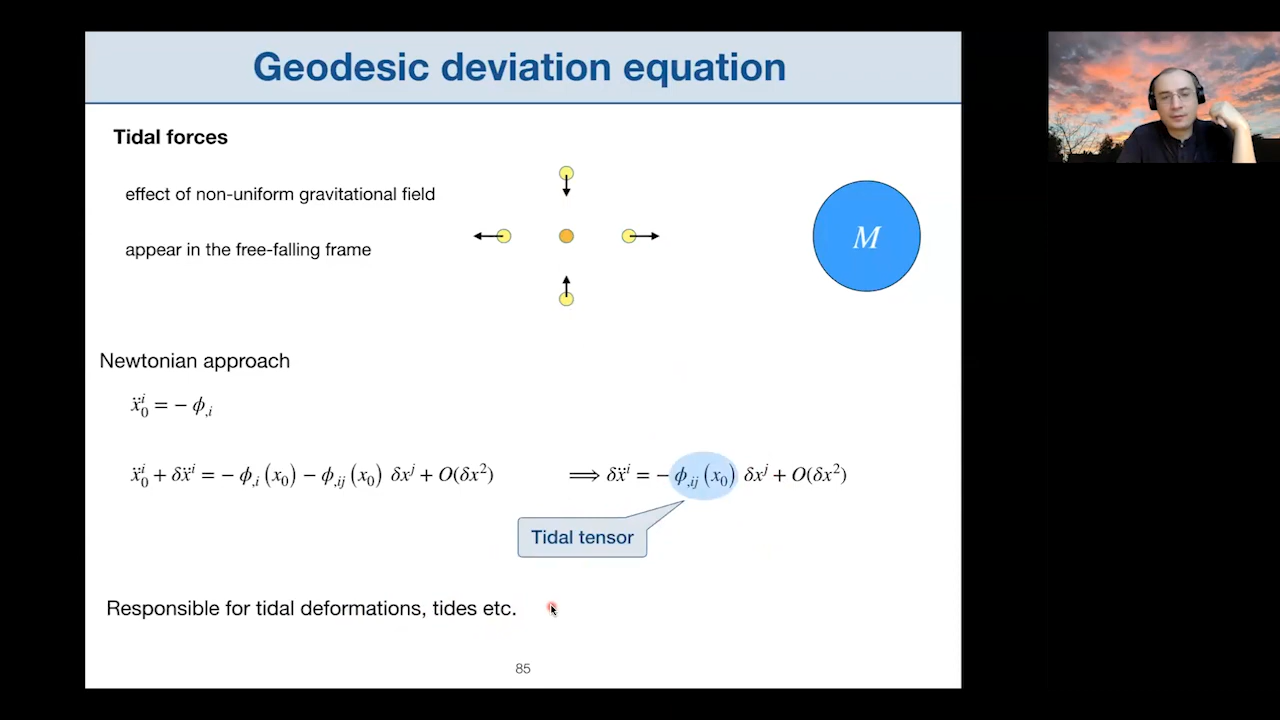 Geodesic deviation equation
Tidal forces
effect of non-uniform gravitational field
appear in the free-falling frame
M
Newtonian approach
ẍ₀ⁱ = − ϕ,ᵢ
ẍ₀ⁱ + δẍⁱ = − ϕ,ᵢ (x₀) − ϕ,ᵢⱼ (x₀) δxʲ + O(δx²) ⟹ δẍⁱ = − ϕ,ᵢⱼ (x₀) δxʲ + O(δx²)
Tidal tensor
Responsible for tidal deformations, tides etc.
85